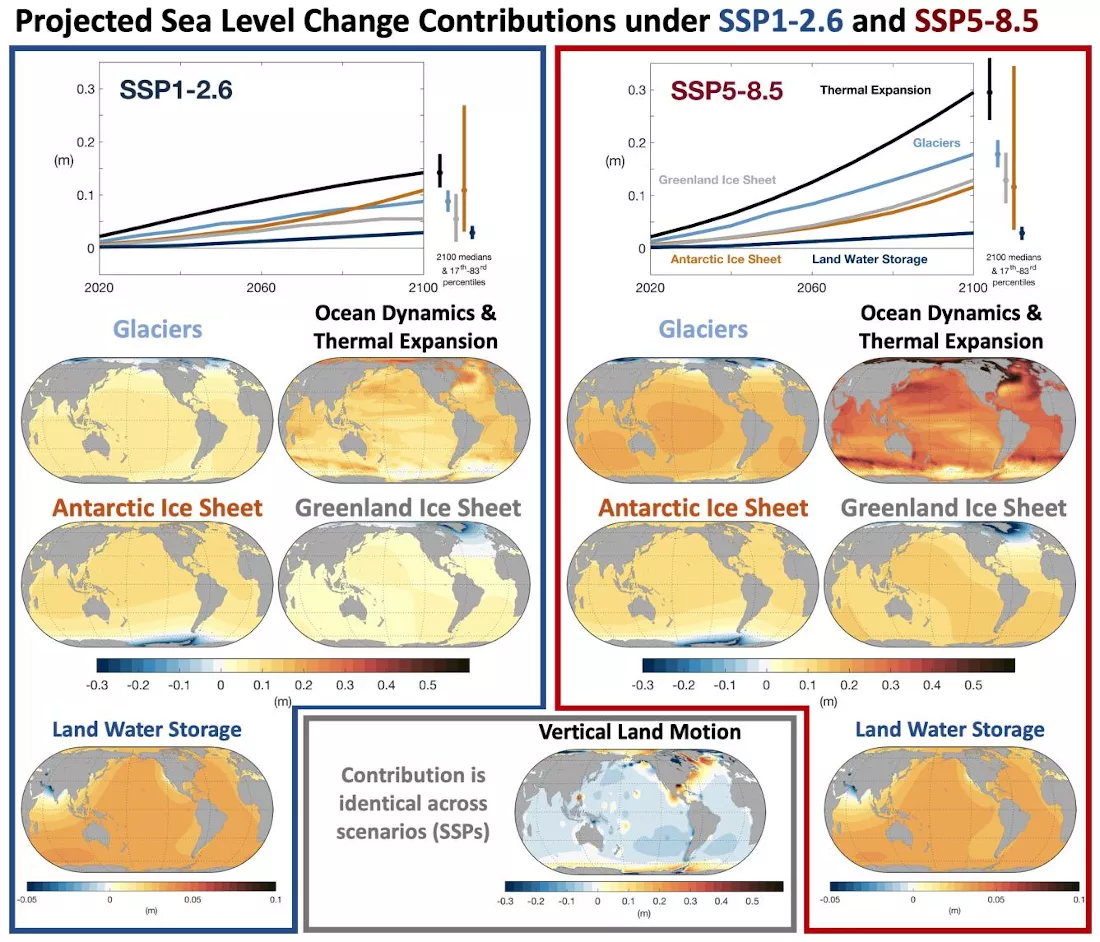 Projected Sea Level Change Contributions under SSP1-2.6 and SSP5-8.5
SSP1-2.6
0.3
0.2
(m)
0.1
0
2020
2060
2100
2100 medians
& 17th-83rd
percentiles
Glaciers
Ocean Dynamics &
Thermal Expansion
Antarctic Ice Sheet
Greenland Ice Sheet
-0.3 -0.2 -0.1 0 0.1 0.2 0.3 0.4 0.5
(m)
Land Water Storage
-0.05 0 0.05 0.1
(m)
SSP5-8.5
Thermal Expansion
0.3
0.2
(m)
0.1
0
Glaciers
Greenland Ice Sheet
Antarctic Ice Sheet
Land Water Storage
2020
2060
2100
2100 medians
& 17th-83rd
percentiles
Glaciers
Ocean Dynamics &
Thermal Expansion
Antarctic Ice Sheet
Greenland Ice Sheet
-0.3 -0.2 -0.1 0 0.1 0.2 0.3 0.4 0.5
(m)
Land Water Storage
-0.05 0 0.05 0.1
(m)
Vertical Land Motion
Contribution is
identical across
scenarios (SSPs)
-0.3 -0.2 -0.1 0 0.1 0.2 0.3 0.4 0.5
(m)